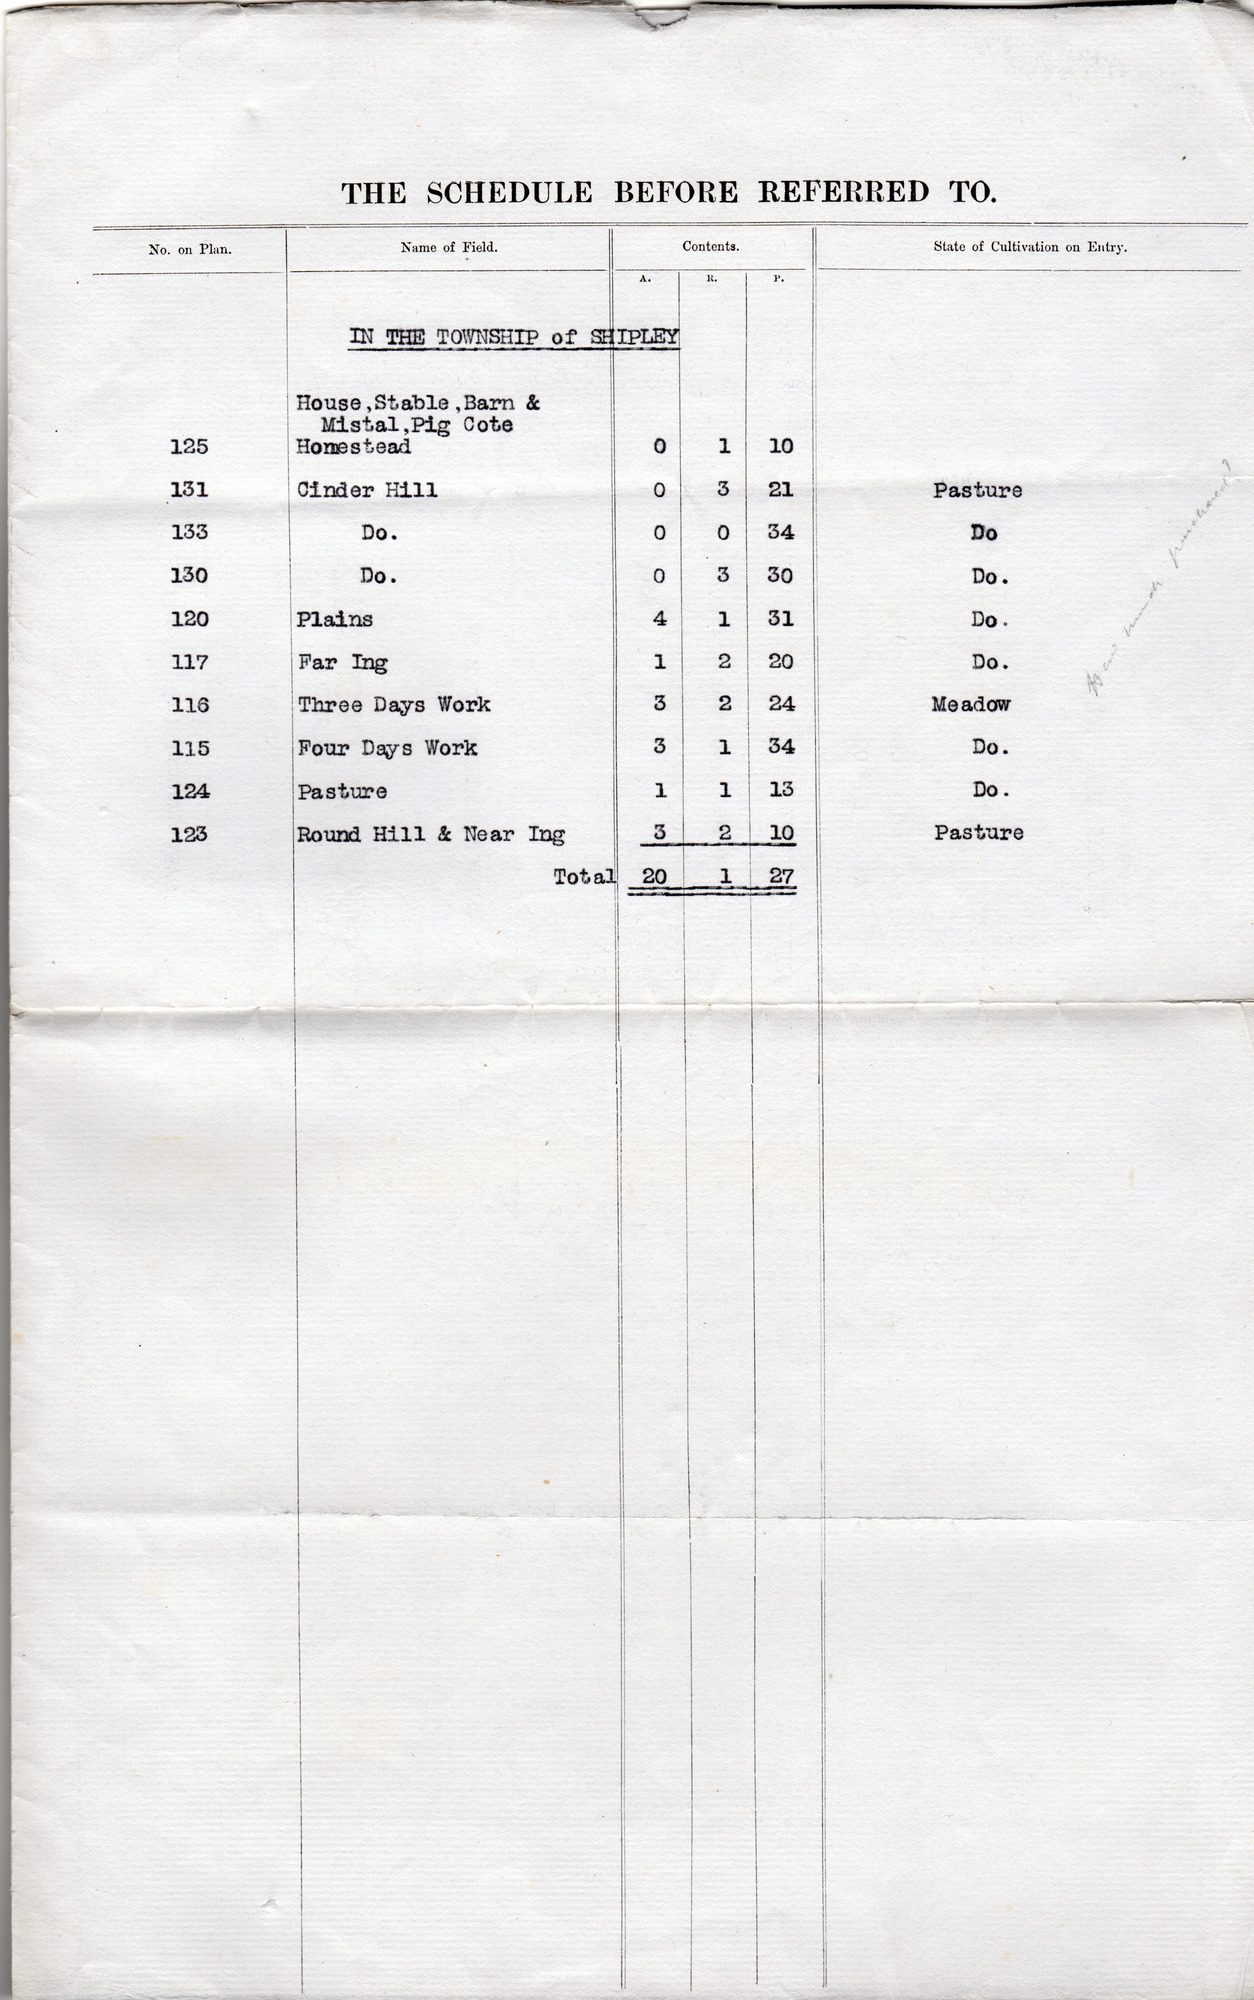 THE SCHEDULE BEFORE REFERRED TO.
No. on Plan. Name of Field. Contents. State of Cultivation on Entry.
A. R. P.
IN THE TOWNSHIP of SHIPLEY
House,Stable,Barn &
Mistal,Pig Cote
125 Homestead 0 1 10
131 Cinder Hill 0 3 21 Pasture
133 Do. 0 0 34 Do
130 Do. 0 3 30 Do.
120 Plains 4 1 31 Do.
117 Far Ing 1 2 20 Do.
116 Three Days Work 3 2 24 Meadow
115 Four Days Work 3 1 34 Do.
124 Pasture 1 1 13 Do.
123 Round Hill & Near Ing 3 2 10 Pasture
Total 20 1 27
How much purchased?